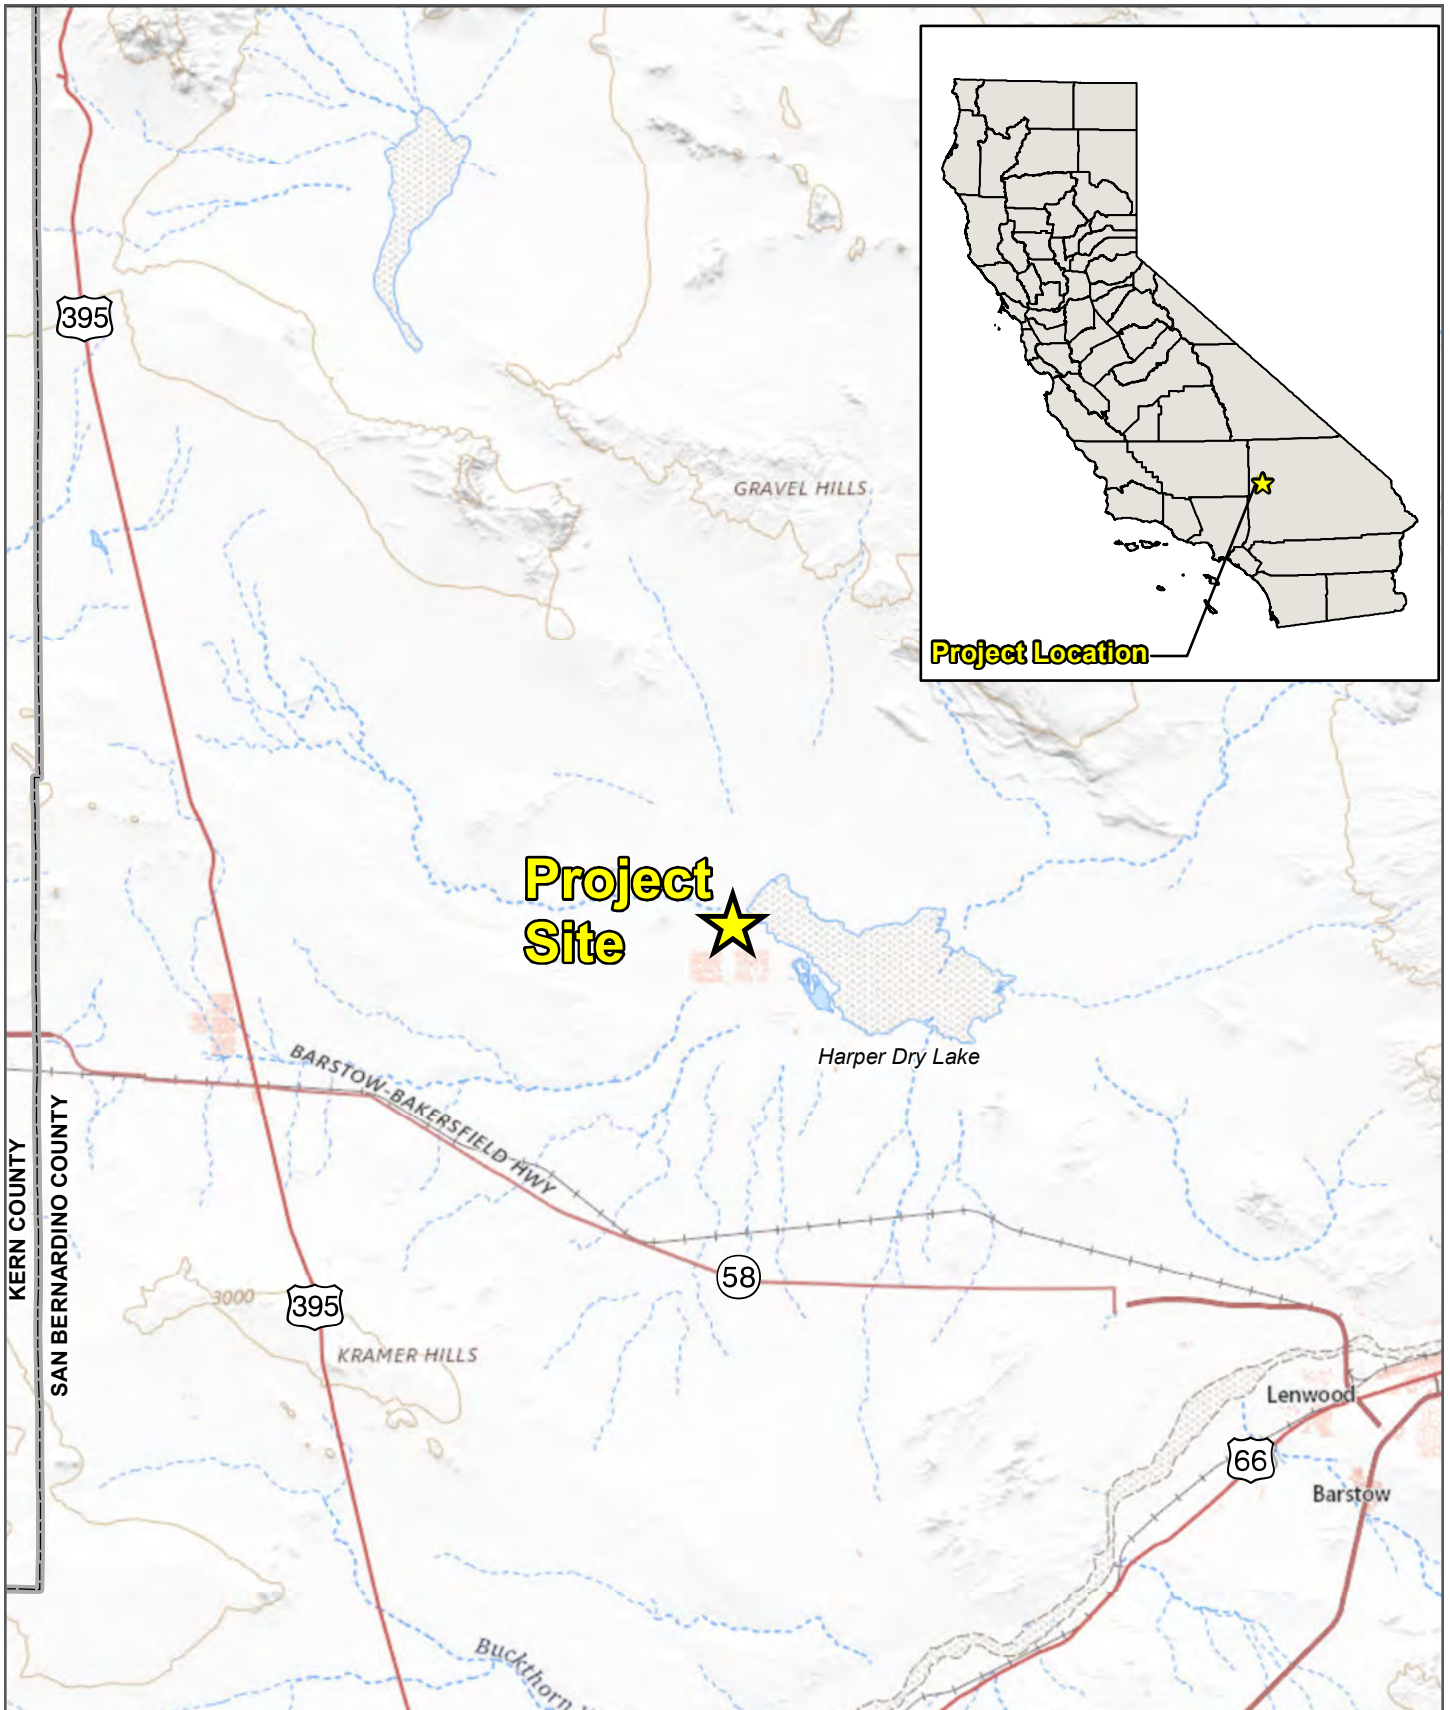 395
GRAVEL HILLS
Project Location
Project
Site
Harper Dry Lake
BARSTOW-BAKERSFIELD HWY
KERN COUNTY
SAN BERNARDINO COUNTY
58
3000
395
KRAMER HILLS
Lenwood
66
Barstow
Buckthorn